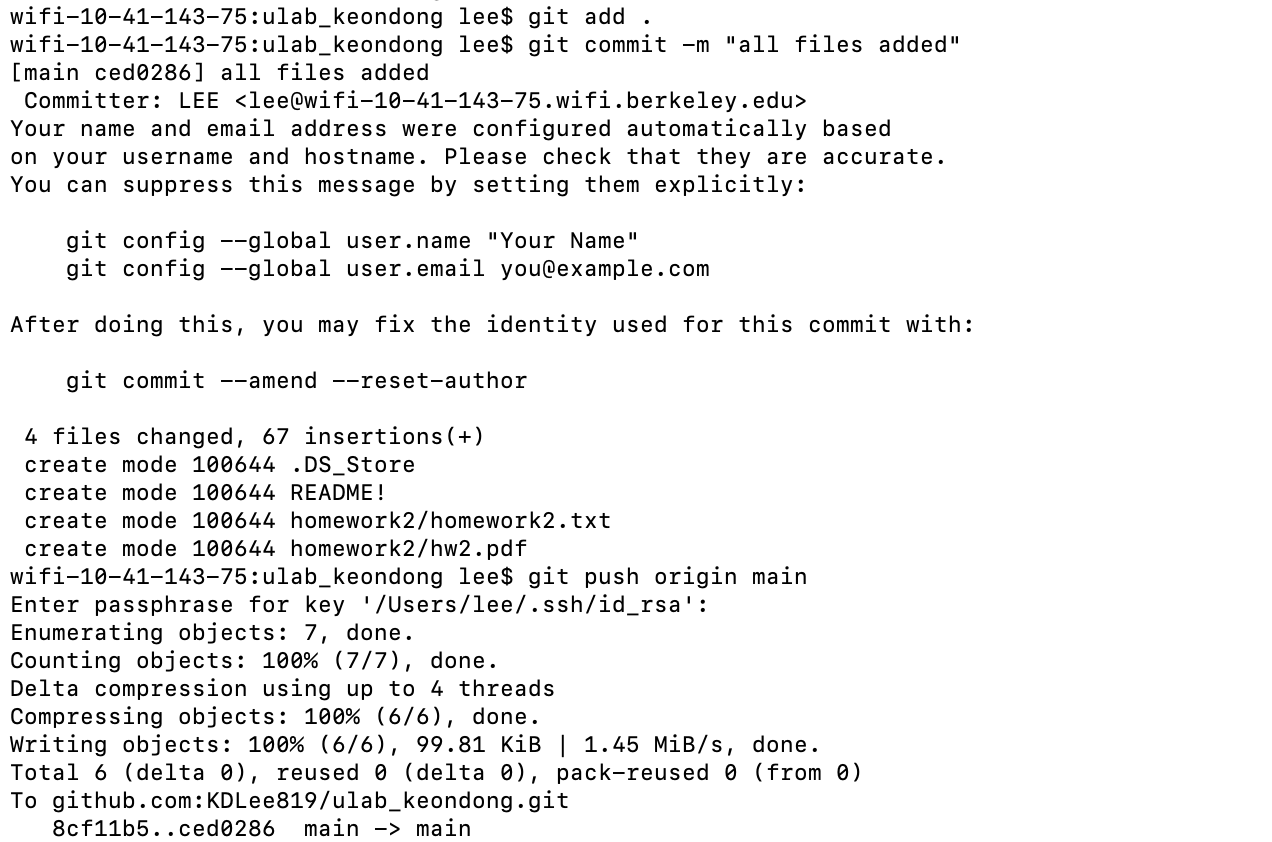 wifi-10-41-143-75:ulab_keondong lee$ git add .
wifi-10-41-143-75:ulab_keondong lee$ git commit -m "all files added"
[main ced0286] all files added
 Committer: LEE <lee@wifi-10-41-143-75.wifi.berkeley.edu>
Your name and email address were configured automatically based
on your username and hostname. Please check that they are accurate.
You can suppress this message by setting them explicitly:

    git config --global user.name "Your Name"
    git config --global user.email you@example.com

After doing this, you may fix the identity used for this commit with:

    git commit --amend --reset-author

 4 files changed, 67 insertions(+)
 create mode 100644 .DS_Store
 create mode 100644 README!
 create mode 100644 homework2/homework2.txt
 create mode 100644 homework2/hw2.pdf
wifi-10-41-143-75:ulab_keondong lee$ git push origin main
Enter passphrase for key '/Users/lee/.ssh/id_rsa':
Enumerating objects: 7, done.
Counting objects: 100% (7/7), done.
Delta compression using up to 4 threads
Compressing objects: 100% (6/6), done.
Writing objects: 100% (6/6), 99.81 KiB | 1.45 MiB/s, done.
Total 6 (delta 0), reused 0 (delta 0), pack-reused 0 (from 0)
To github.com:KDLee819/ulab_keondong.git
   8cf11b5..ced0286  main -> main